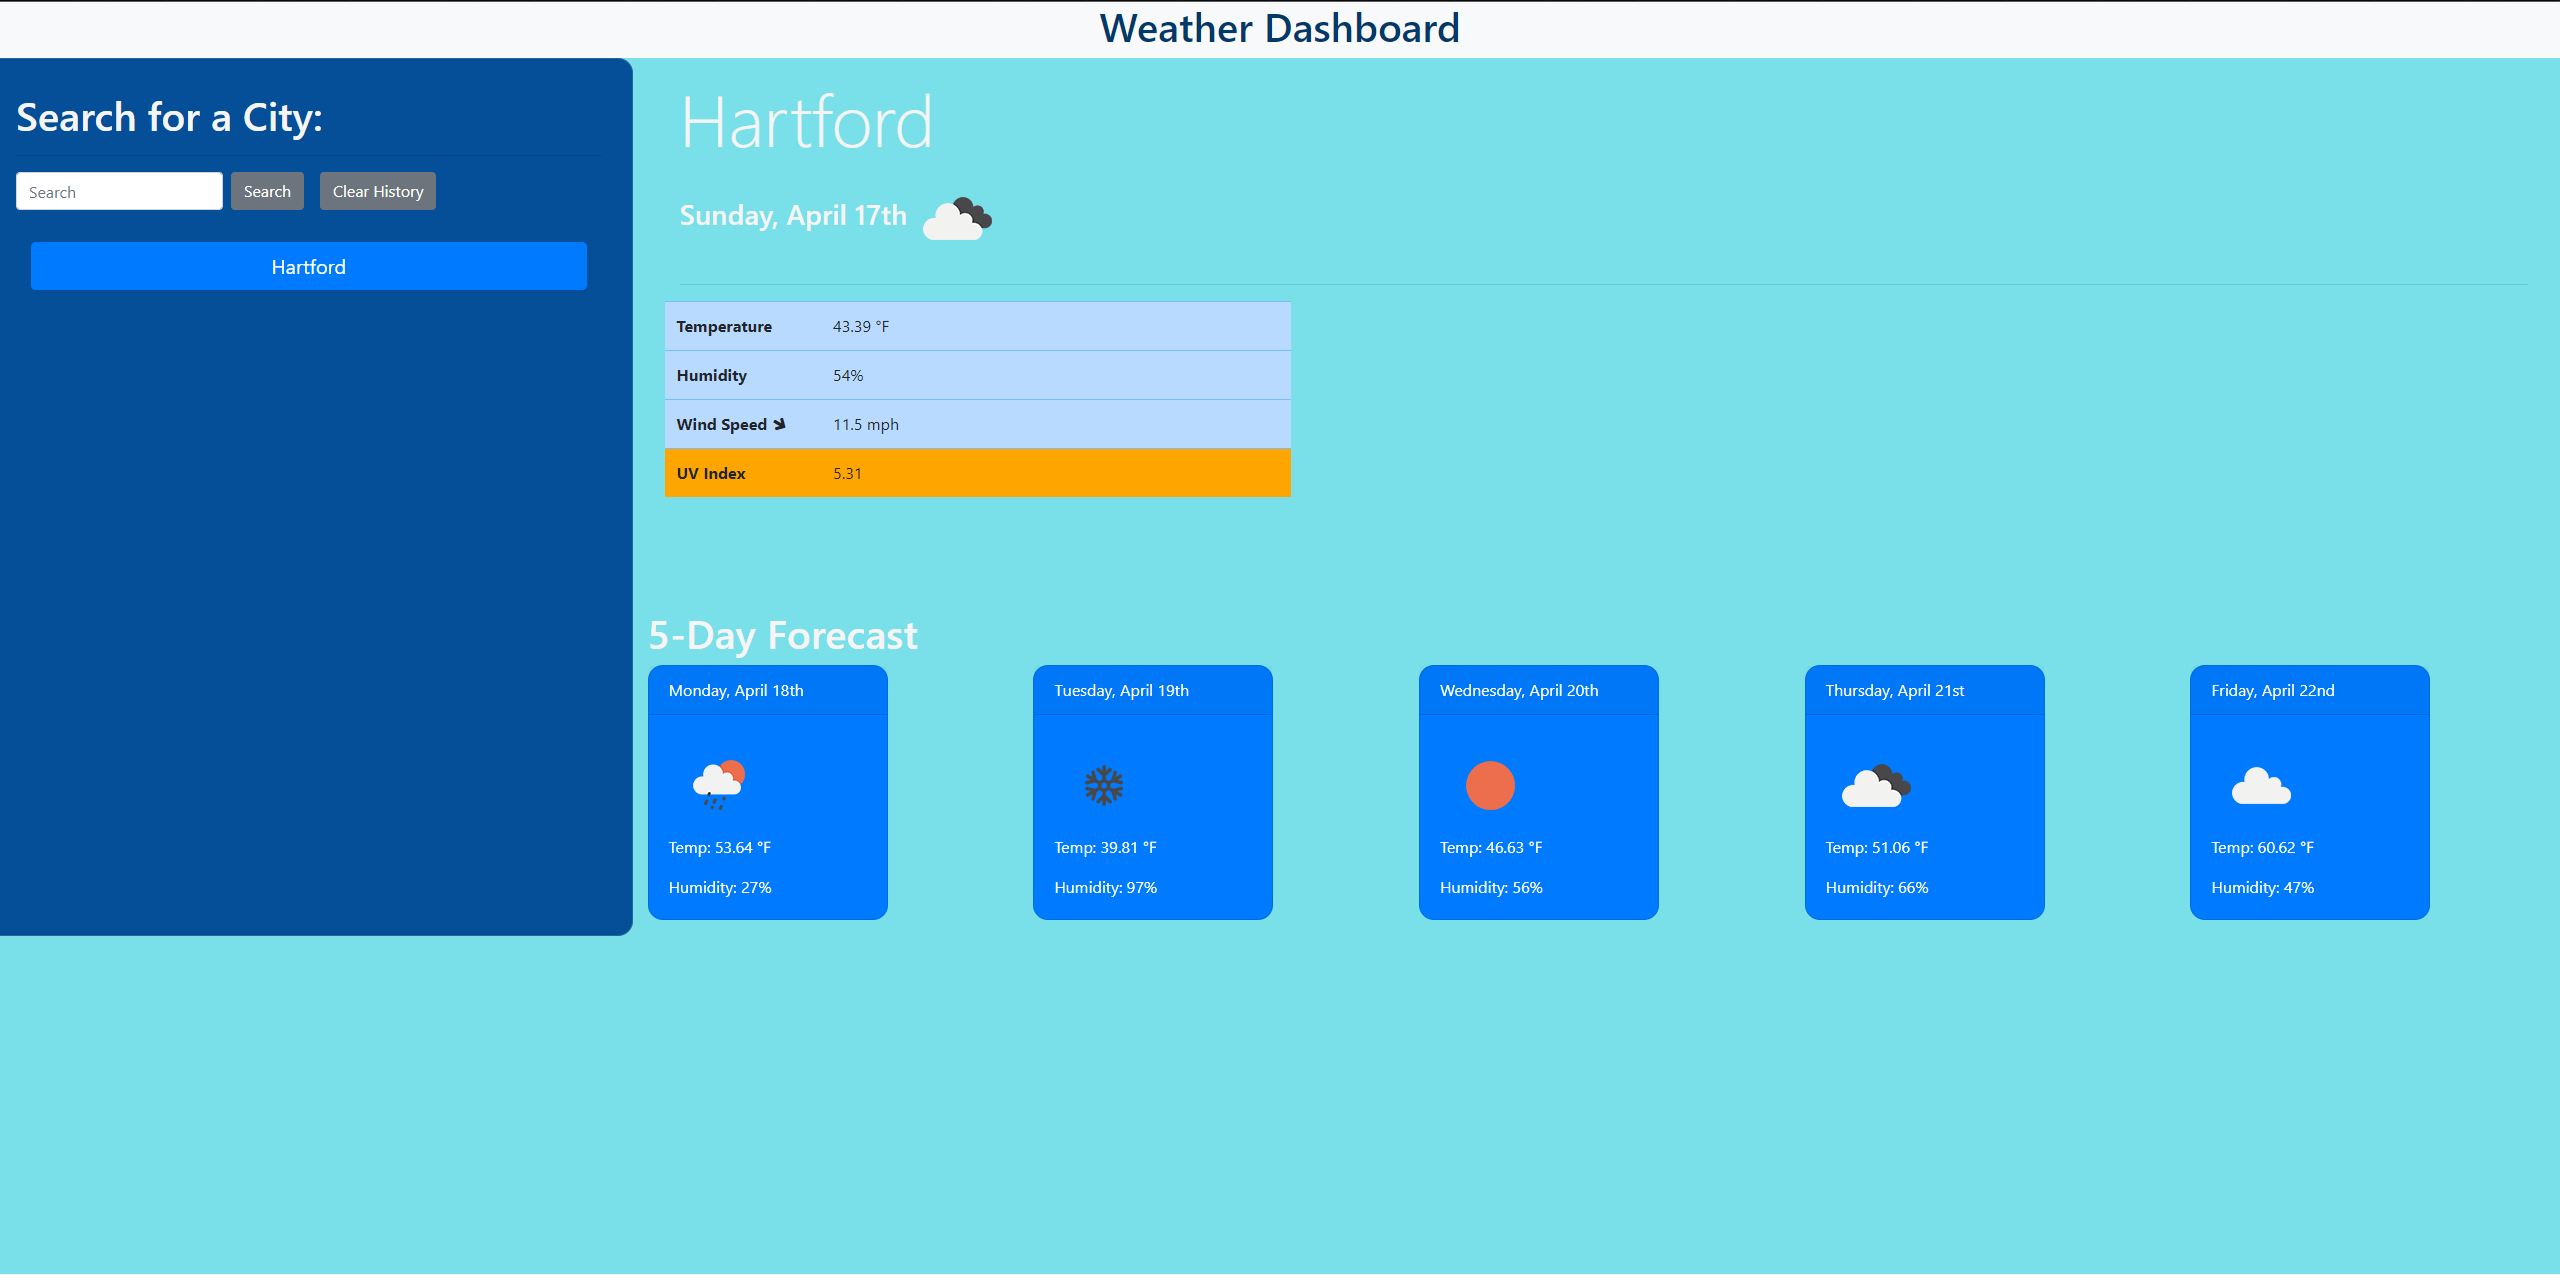 Weather Dashboard
Search for a City:
Search
Search
Clear History
Hartford
Hartford
Sunday, April 17th
Temperature 43.39 °F
Humidity 54%
Wind Speed 11.5 mph
UV Index 5.31
5-Day Forecast
Monday, April 18th
Temp: 53.64 °F
Humidity: 27%
Tuesday, April 19th
Temp: 39.81 °F
Humidity: 97%
Wednesday, April 20th
Temp: 46.63 °F
Humidity: 56%
Thursday, April 21st
Temp: 51.06 °F
Humidity: 66%
Friday, April 22nd
Temp: 60.62 °F
Humidity: 47%